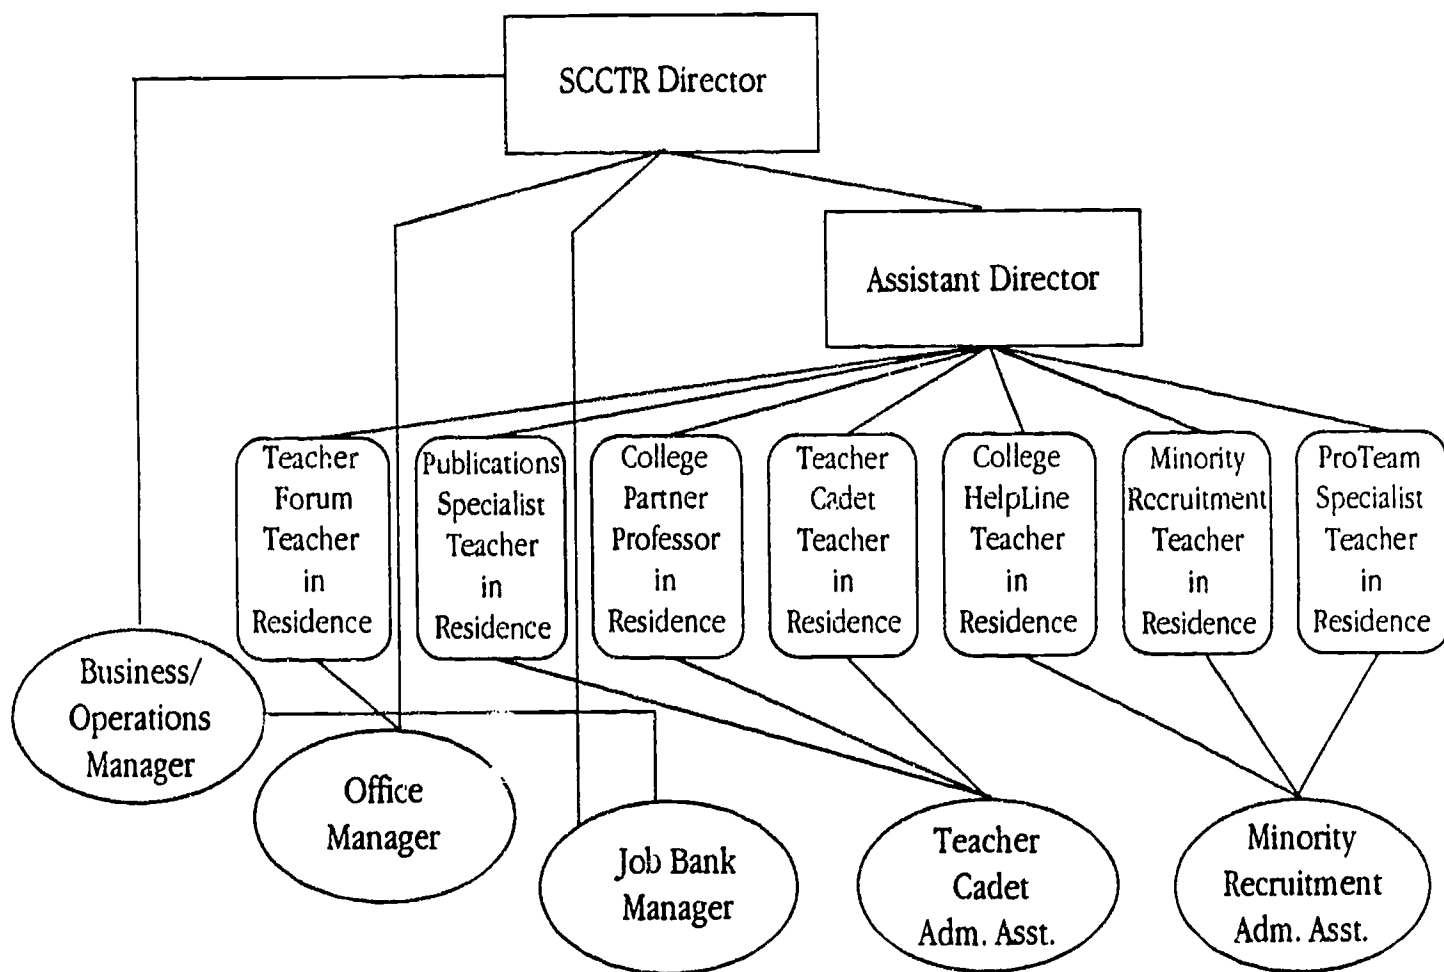 SCCTR Director
Assistant Director
Teacher
Forum
Teacher
in
Residence
Publications
Specialist
Teacher
in
Residence
College
Partner
Professor
in
Residence
Teacher
Cadet
Teacher
in
Residence
College
HelpLine
Teacher
in
Residence
Minority
Recruitment
Teacher
in
Residence
ProTeam
Specialist
Teacher
in
Residence
Business/
Operations
Manager
Office
Manager
Job Bank
Manager
Teacher
Cadet
Adm. Asst.
Minority
Recruitment
Adm. Asst.